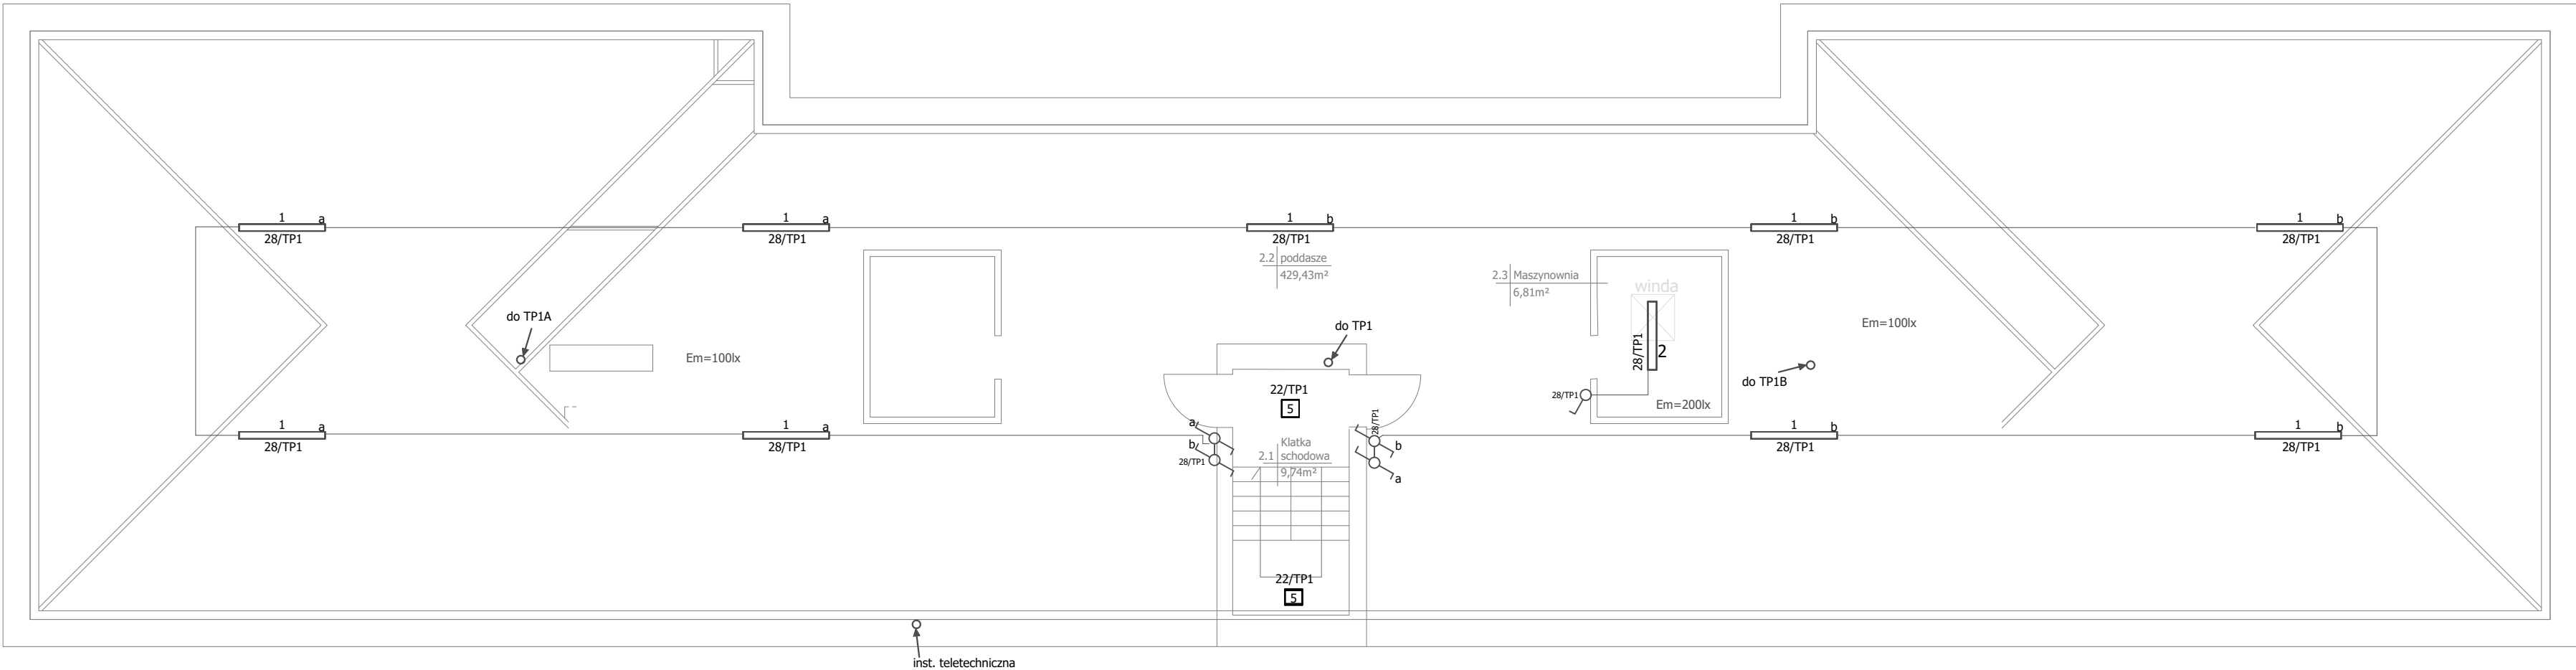 1 a 1 a 1 b 1 b 1 b
28/TP1 28/TP1 28/TP1 28/TP1 28/TP1
2.2 poddasze
429,43m²
2.3 Maszynownia
6,81m²
winda
do TP1A
do TP1
Em=100lx
Em=100lx
28/TP1
2
do TP1B
22/TP1
5
28/TP1
Em=200lx
1 a 1 a
28/TP1 28/TP1
a
b
28/TP1
Klatka
2.1 schodowa
9,74m²
28/TP1
b
a
1 b 1 b
28/TP1 28/TP1
22/TP1
5
inst. teletechniczna